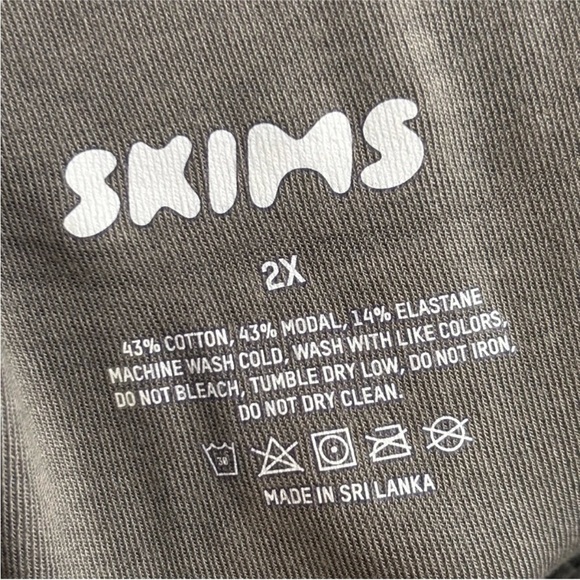 SKIMS
2X
43% COTTON, 43% MODAL, 14% ELASTANE
MACHINE WASH COLD, WASH WITH LIKE COLORS,
DO NOT BLEACH, TUMBLE DRY LOW, DO NOT IRON,
DO NOT DRY CLEAN.
30
MADE IN SRI LANKA